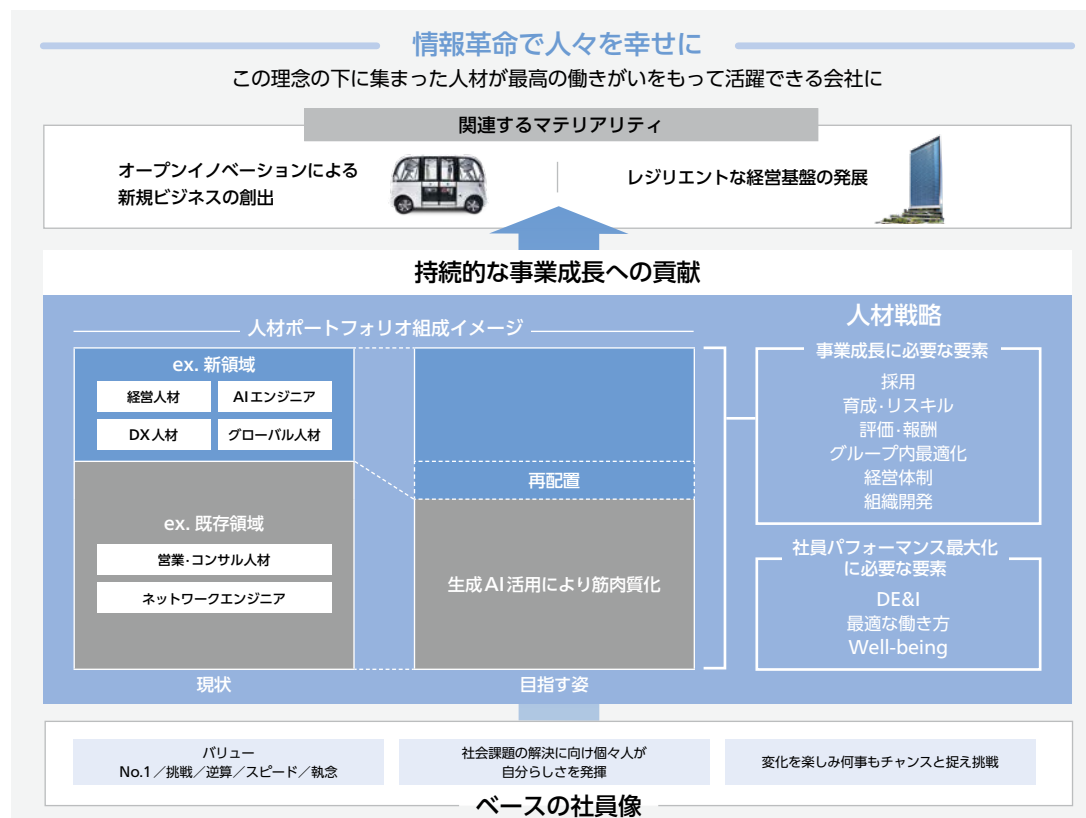 情報革命で人々を幸せに
この理念の下に集まった人材が最高の働きがいをもって活躍できる会社に
関連するマテリアリティ
オープンイノベーションによる
新規ビジネスの創出
レジリエントな経営基盤の発展
持続的な事業成長への貢献
人材ポートフォリオ組成イメージ
ex. 新領域
経営人材
AIエンジニア
DX人材
グローバル人材
ex. 既存領域
営業・コンサル人材
ネットワークエンジニア
現状
再配置
生成AI活用により筋肉質化
目指す姿
人材戦略
事業成長に必要な要素
採用
育成・リスキル
評価・報酬
グループ内最適化
経営体制
組織開発
社員パフォーマンス最大化
に必要な要素
DE&I
最適な働き方
Well-being
バリュー
No.1／挑戦／逆算／スピード／執念
社会課題の解決に向け個々人が
自分らしさを発揮
変化を楽しみ何事もチャンスと捉え挑戦
ベースの社員像